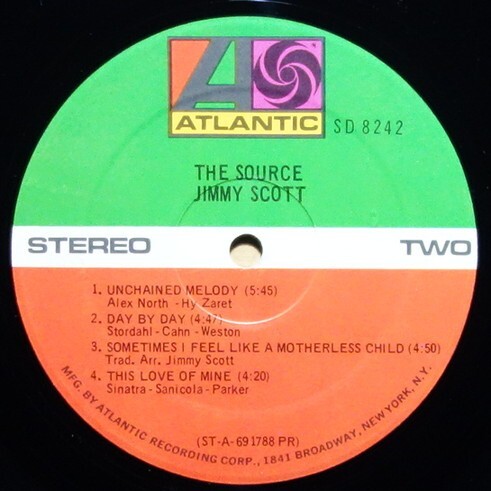 ATLANTIC
SD 8242
THE SOURCE
JIMMY SCOTT
STEREO
TWO
1. UNCHAINED MELODY (5:45)
Alex North - Hy Zaret
2. DAY BY DAY (4:47)
Stordahl - Cahn - Weston
3. SOMETIMES I FEEL LIKE A MOTHERLESS CHILD (4:50)
Trad. Arr. Jimmy Scott
4. THIS LOVE OF MINE (4:20)
Sinatra - Sanicola - Parker
(ST-A-691788 PR)
MFG. BY ATLANTIC RECORDING CORP., 1841 BROADWAY, NEW YORK, N.Y.